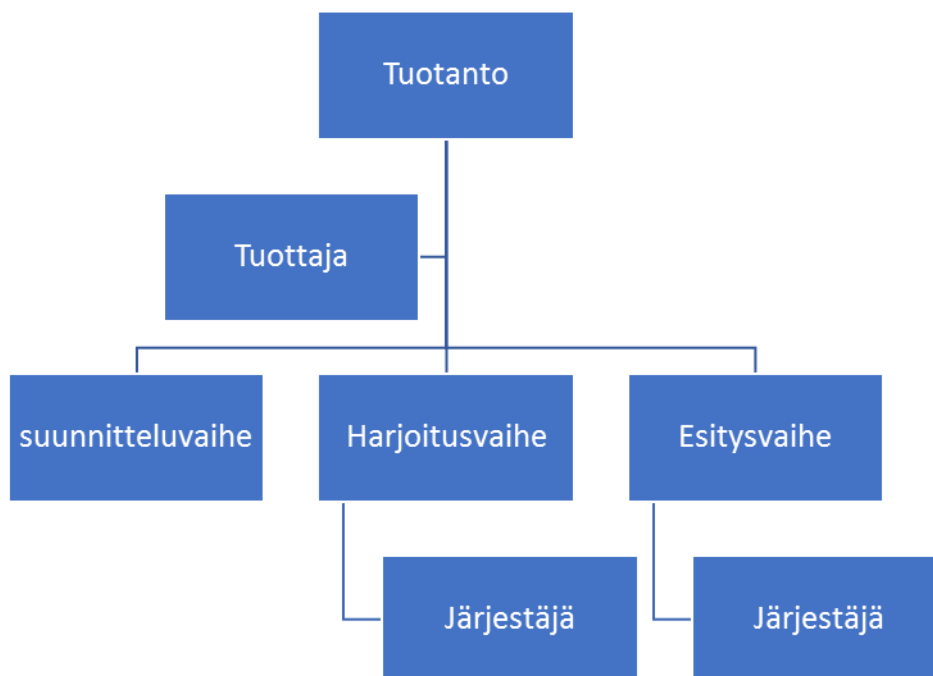 Tuotanto
Tuottaja
suunnitteluvaihe
Harjoitusvaihe
Esitysvaihe
Järjestäjä
Järjestäjä